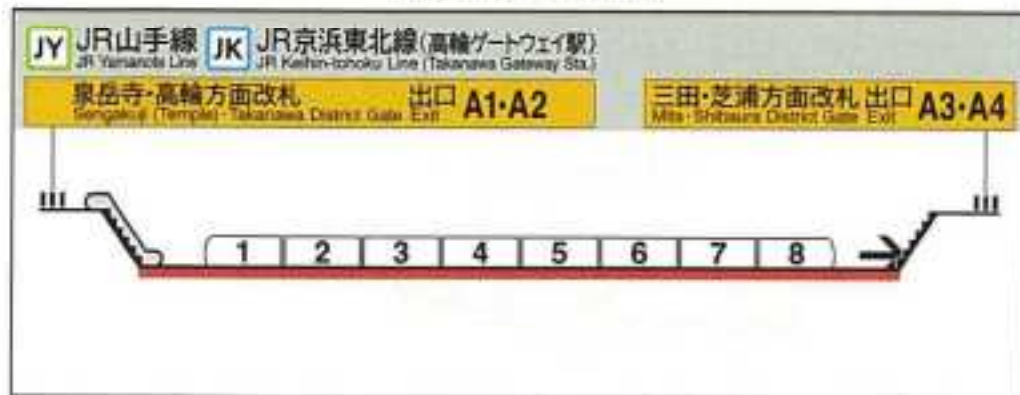 JY JR山手線 JK JR京浜東北線(高輪ゲートウェイ駅)
JR Yamanote Line JR Keihin-tohoku Line (Takanawa Gateway Sta.)
泉岳寺・高輪方面改札 出口 A1・A2
Sengakuji (Temple)・Takanawa District Gate Exit
三田・芝浦方面改札 出口 A3・A4
Mita・Shibaura District Gate Exit
1 2 3 4 5 6 7 8